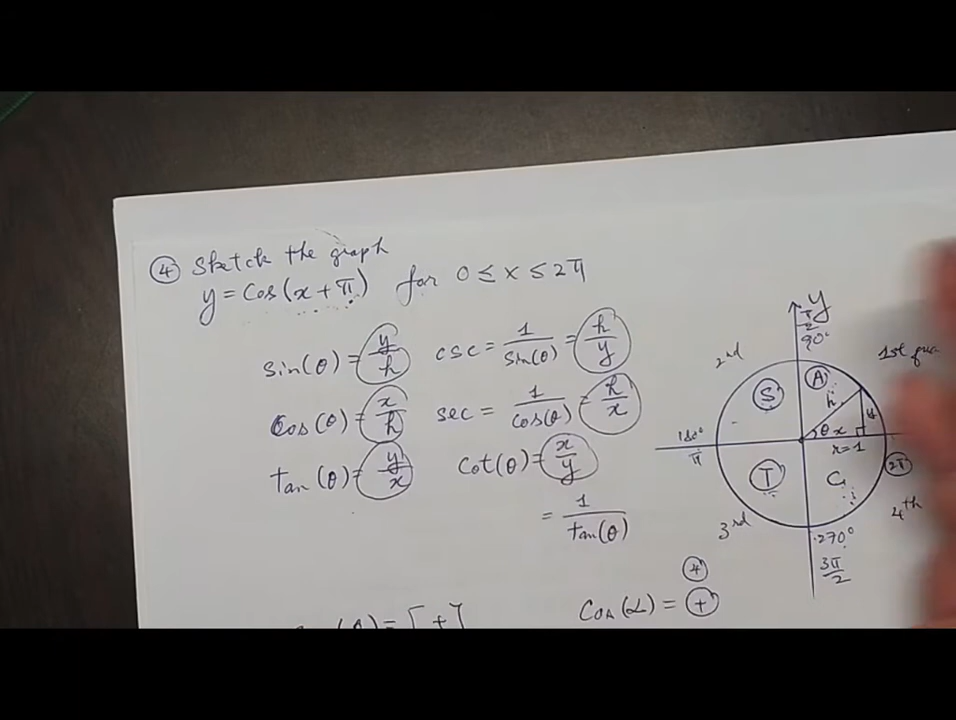 ④ Sketch the graph
y = Cos(x + π) for 0 ≤ x ≤ 2π
sin(θ) = y/h csc = 1/sin(θ) = h/y
Cos(θ) = x/h sec = 1/cos(θ) = h/x
tan(θ) = y/x cot(θ) = x/y
= 1/tan(θ)
y
π/2
90°
2nd
1st
S
A
h
y
180°
π
θ x
r=1
2π
T
C
3rd
4th
270°
3π/2
4
Cos(α) = +